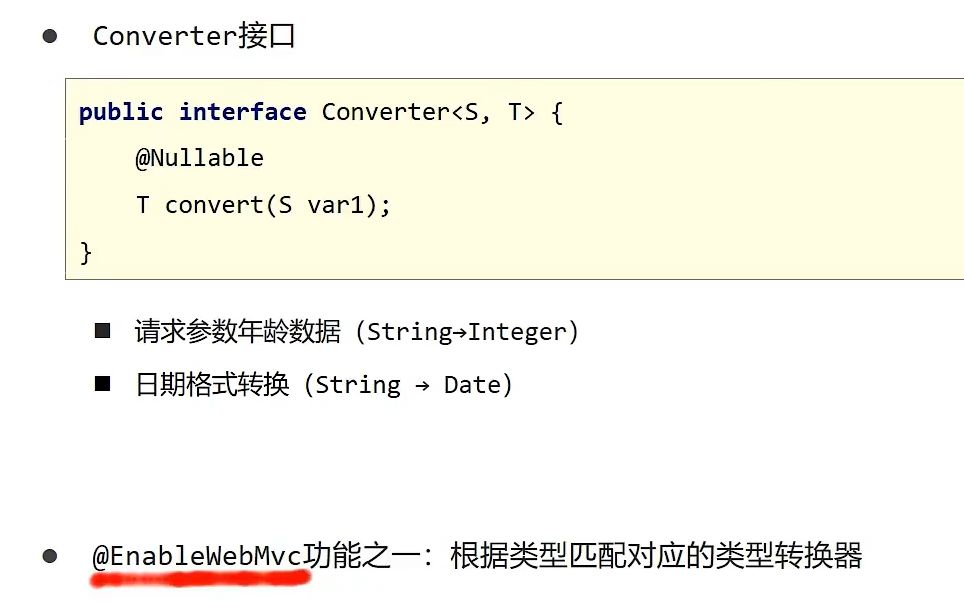 ● Converter接口
public interface Converter<S, T> {
@Nullable
T convert(S var1);
}
■ 请求参数年龄数据（String→Integer）
■ 日期格式转换（String → Date）
● @EnableWebMvc功能之一：根据类型匹配对应的类型转换器